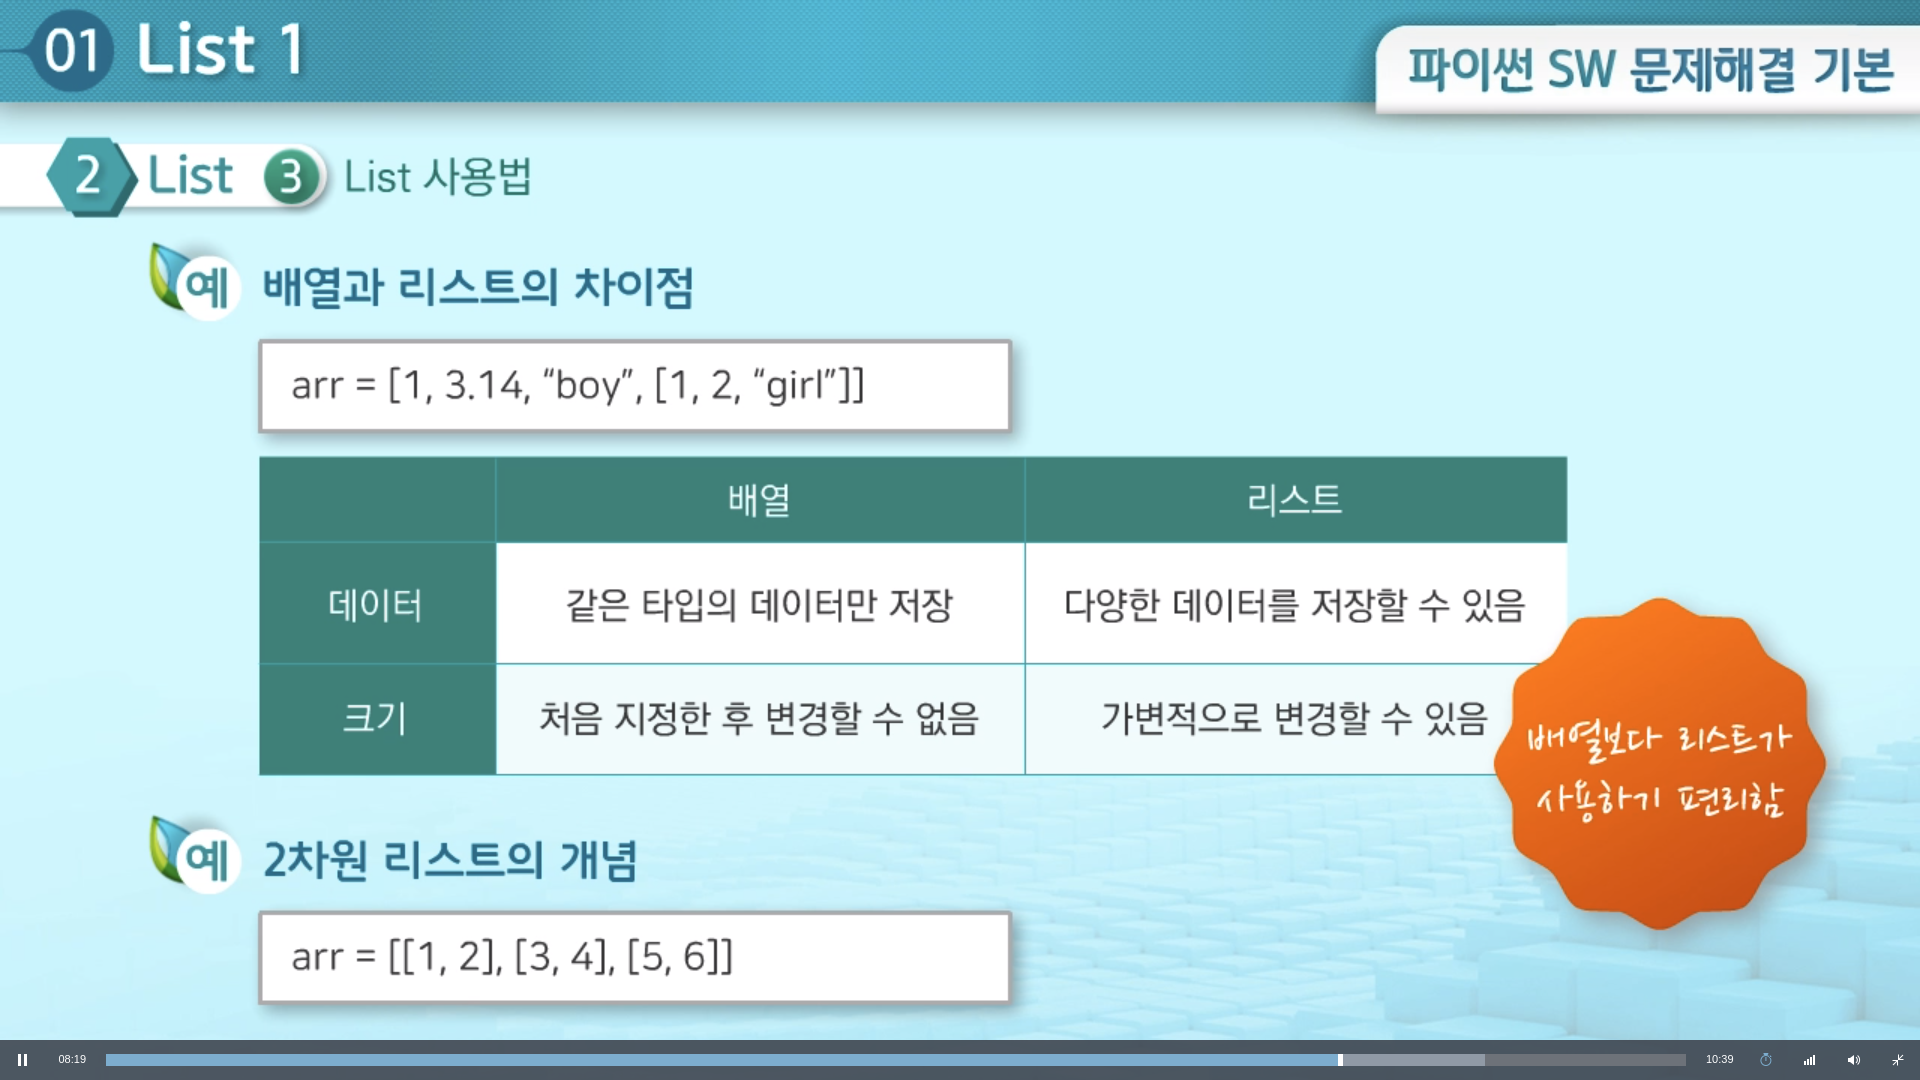 01 List 1
파이썬 SW 문제해결 기본
2 List 3 List 사용법
예 배열과 리스트의 차이점
arr = [1, 3.14, “boy”, [1, 2, “girl”]]
배열 리스트
데이터 같은 타입의 데이터만 저장 다양한 데이터를 저장할 수 있음
크기 처음 지정한 후 변경할 수 없음 가변적으로 변경할 수 있음
배열보다 리스트가
사용하기 편리함
예 2차원 리스트의 개념
arr = [[1, 2], [3, 4], [5, 6]]
08:19 10:39